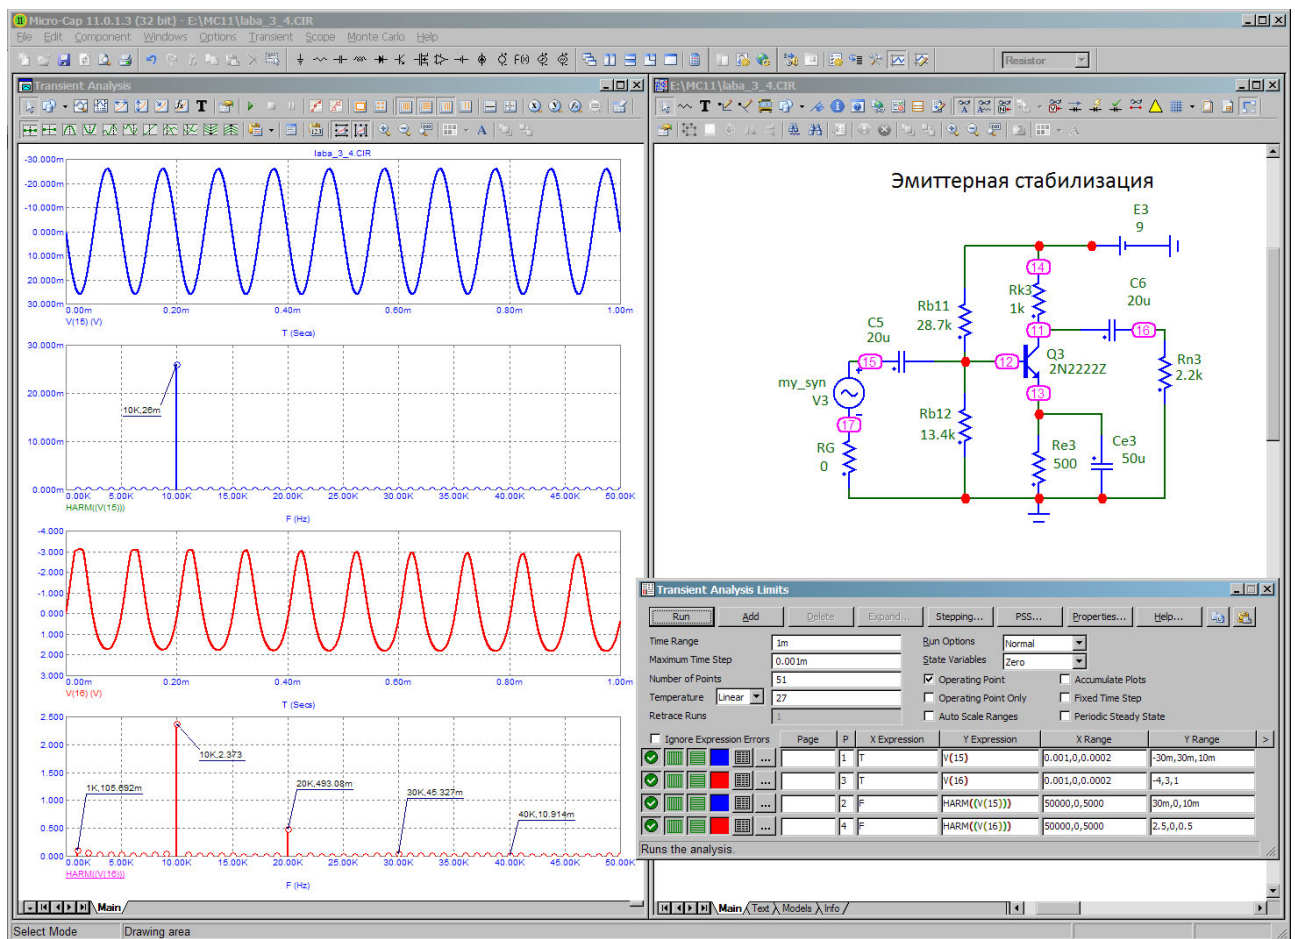 Micro-Cap 11.0.1.3 (32 bit) - E:\MC11\laba_3_4.CIR
File Edit Component Windows Options Transient Scope Monte Carlo Help
Resistor
Transient Analysis
T
A
laba_3_4.CIR
-30.000m
-20.000m
-10.000m
0.000m
10.000m
20.000m
30.000m
0.00m 0.20m 0.40m 0.60m 0.80m 1.00m
V(15) (V)
T (Secs)
30.000m
20.000m
10K,26m
10.000m
0.000m
0.00K 5.00K 10.00K 15.00K 20.00K 25.00K 30.00K 35.00K 40.00K 45.00K 50.00K
HARM((V(15)))
F (Hz)
-4.000
-3.000
-2.000
-1.000
0.000
1.000
2.000
3.000
0.00m 0.20m 0.40m 0.60m 0.80m 1.00m
V(16) (V)
T (Secs)
2.500
2.000
10K,2.373
1.500
1K,105.692m
20K,493.08m
30K,45.327m
40K,10.914m
1.000
0.500
0.000
0.00K 5.00K 10.00K 15.00K 20.00K 25.00K 30.00K 35.00K 40.00K 45.00K 50.00K
HARM((V(16)))
F (Hz)
Main
E:\MC11\laba_3_4.CIR
T
Эмиттерная стабилизация
E3
9
14
Rk3
1k
C6
20u
Rb11
28.7k
11
16
C5
20u
15
12
Q3
2N2222Z
Rn3
2.2k
my_syn
V3
13
17
Rb12
13.4k
RG
0
Re3
500
Ce3
50u
Transient Analysis Limits
Run Add Delete Expand... Stepping... PSS... Properties... Help...
Time Range 1m Run Options Normal
Maximum Time Step 0.001m State Variables Zero
Number of Points 51 Operating Point Accumulate Plots
Temperature Linear 27 Operating Point Only Fixed Time Step
Retrace Runs 1 Auto Scale Ranges Periodic Steady State
Ignore Expression Errors Page P X Expression Y Expression X Range Y Range >
... 1 T V(15) 0.001,0,0.0002 -30m,30m,10m
... 3 T V(16) 0.001,0,0.0002 -4,3,1
... 2 F HARM((V(15))) 50000,0,5000 30m,0,10m
... 4 F HARM((V(16))) 50000,0,5000 2.5,0,0.5
Runs the analysis.
Main Text Models Info
Select Mode Drawing area